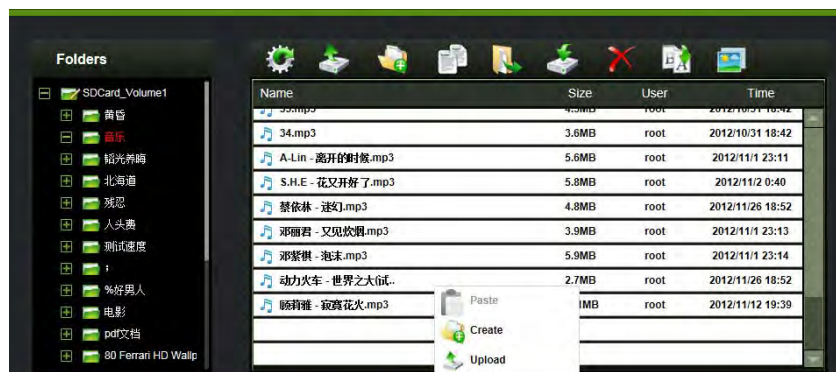 Folders
SDCard_Volume1
黄昏
音乐
韬光养晦
北海道
残忍
人头费
测试速度
;
%好男人
电影
pdf文档
80 Ferrari HD Wallp
Name Size User Time
34.mp3 3.6MB root 2012/10/31 18:42
A-Lin - 离开的时候.mp3 5.6MB root 2012/11/1 23:11
S.H.E - 花又开好了.mp3 5.8MB root 2012/11/2 0:40
蔡依林 - 迷幻.mp3 4.8MB root 2012/11/26 18:52
邓丽君 - 又见炊烟.mp3 3.9MB root 2012/11/1 23:13
邓紫棋 - 泡沫.mp3 5.9MB root 2012/11/1 23:14
动力火车 - 世界之大(试.. 2.7MB root 2012/11/26 18:52
顾莉雅 - 寂寞花火.mp3 1MB root 2012/11/12 19:39
Paste
Create
Upload